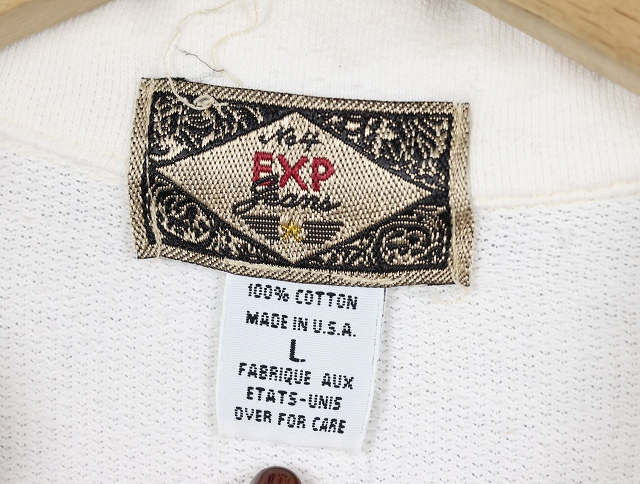 EXP
Jeans
100% COTTON
MADE IN U.S.A.
L
FABRIQUE AUX
ETATS-UNIS
OVER FOR CARE